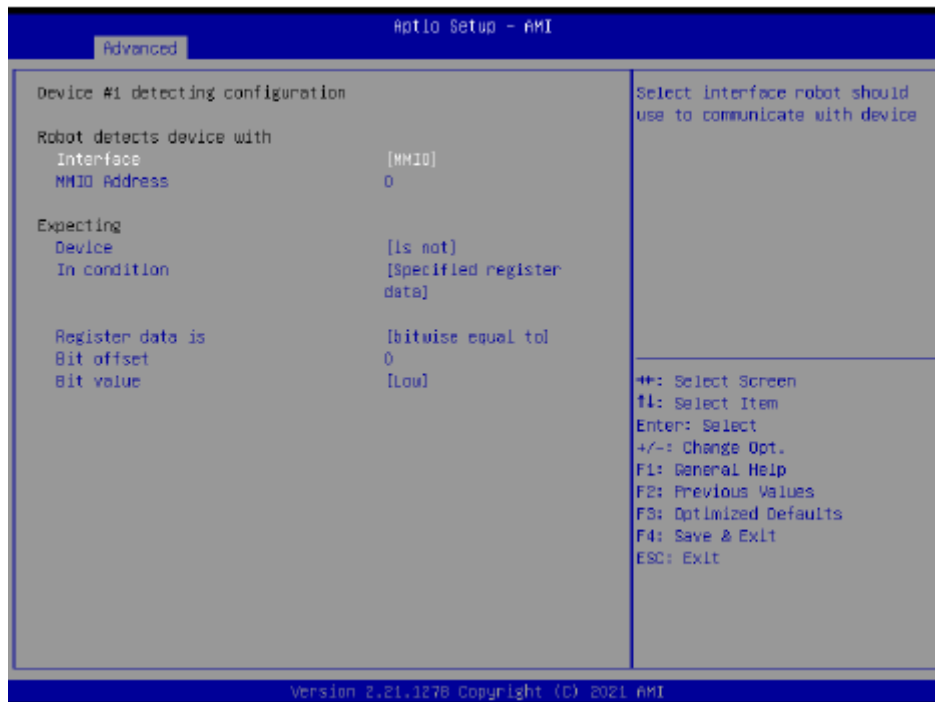 Aptio Setup - AMI
Advanced
Device #1 detecting configuration
Robot detects device with
Interface [MMIO]
MMIO Address 0
Expecting
Device [is not]
In condition [Specified register
data]
Register data is [bitwise equal to]
Bit offset 0
Bit value [Low]
Select interface robot should
use to communicate with device
→←: Select Screen
↑↓: Select Item
Enter: Select
+/-: Change Opt.
F1: General Help
F2: Previous Values
F3: Optimized Defaults
F4: Save & Exit
ESC: Exit
Version 2.21.1278 Copyright (C) 2021 AMI